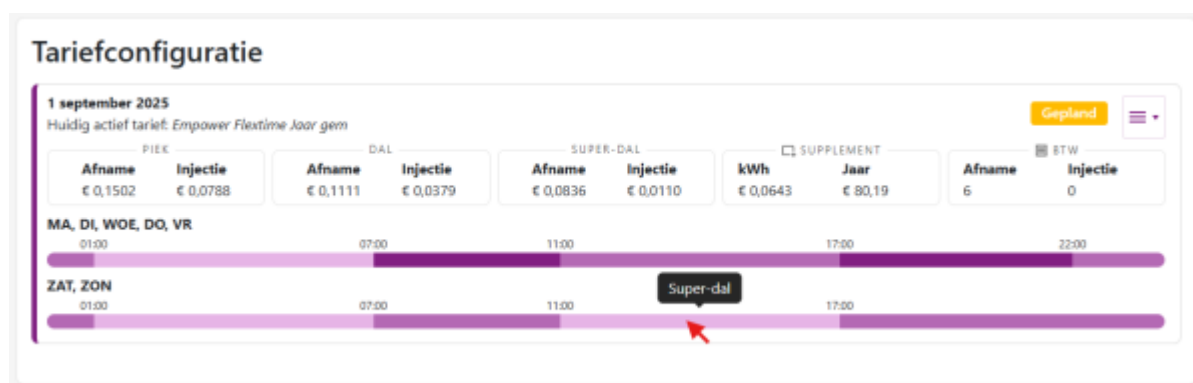 Tariefconfiguratie
1 september 2025
Huidig actief tarief: Empower Flextime Jaar gem
Gepland
PIEK
DAL
SUPER-DAL
SUPPLEMENT
BTW
Afname Injectie Afname Injectie Afname Injectie kWh Jaar Afname Injectie
€ 0,1502 € 0,0788 € 0,1111 € 0,0379 € 0,0836 € 0,0110 € 0,0643 € 80,19 6 0
MA, DI, WOE, DO, VR
01:00 07:00 11:00 17:00 22:00
ZAT, ZON
Super-dal
01:00 07:00 11:00 17:00